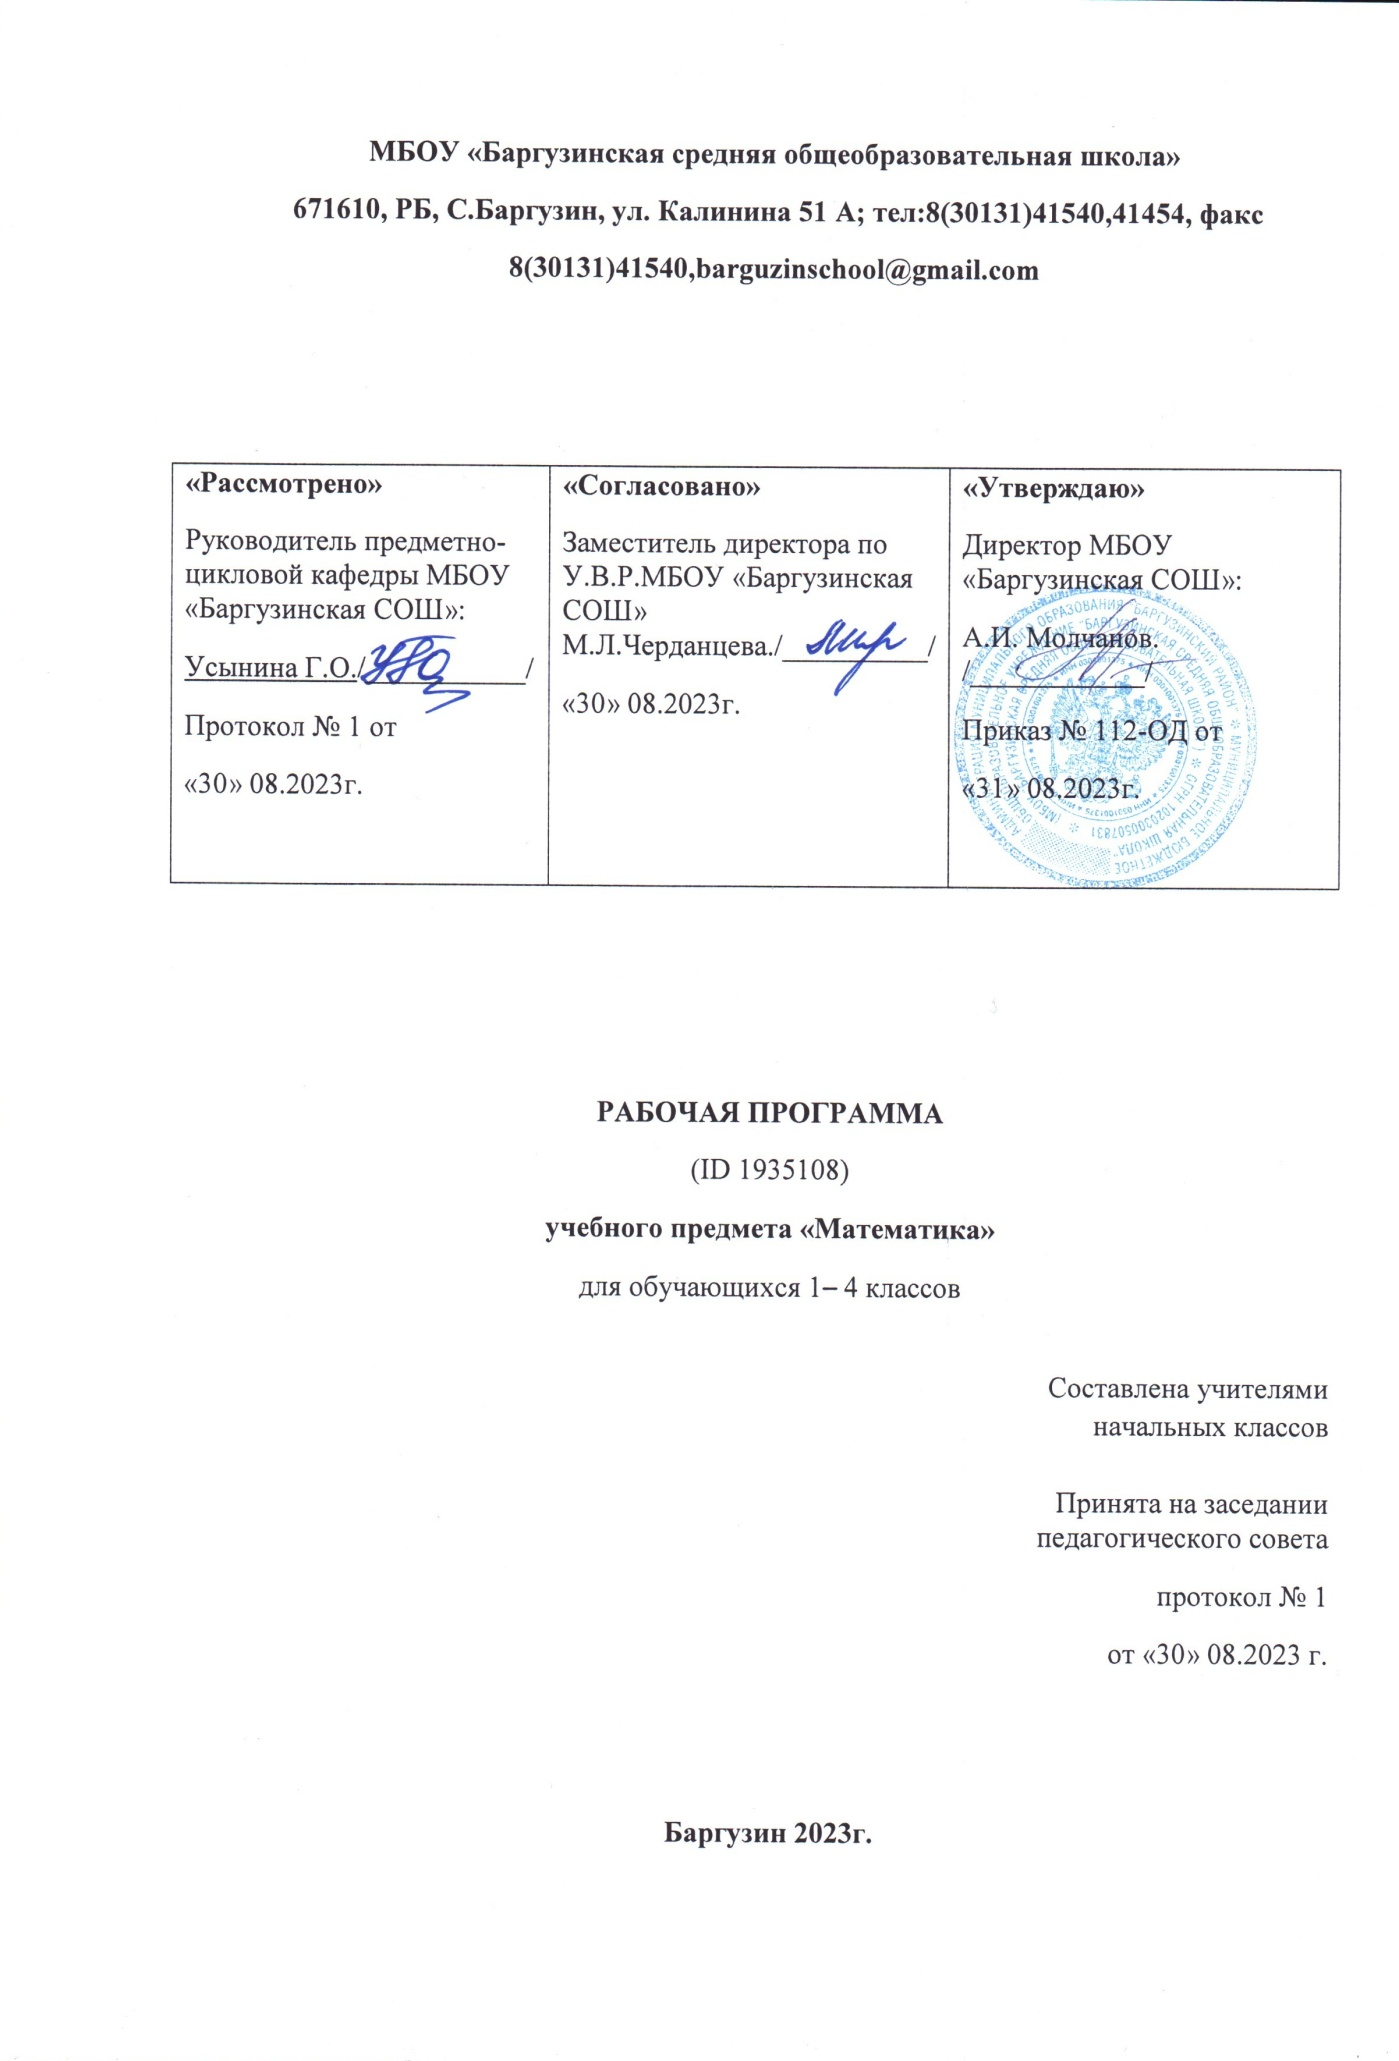 МБОУ «Баргузинская средняя общеобразовательная школа»
671610, РБ, С.Баргузин, ул. Калинина 51 А; тел:8(30131)41540,41454, факс
8(30131)41540,barguzinschool@gmail.com
«Рассмотрено»
Руководитель предметно-
цикловой кафедры МБОУ
«Баргузинская СОШ»:
Усынина Г.О./____________/
Протокол № 1 от
«30» 08.2023г.
«Согласовано»
Заместитель директора по
У.В.Р.МБОУ «Баргузинская
СОШ»
М.Л.Черданцева./__________/
«30» 08.2023г.
«Утверждаю»
Директор МБОУ
«Баргузинская СОШ»:
А.И. Молчанов.
/____________/
Приказ № 112-ОД от
«31» 08.2023г.
РАБОЧАЯ ПРОГРАММА
(ID 1935108)
учебного предмета «Математика»
для обучающихся 1– 4 классов
Составлена учителями
начальных классов
Принята на заседании
педагогического совета
протокол № 1
от «30» 08.2023 г.
Баргузин 2023г.